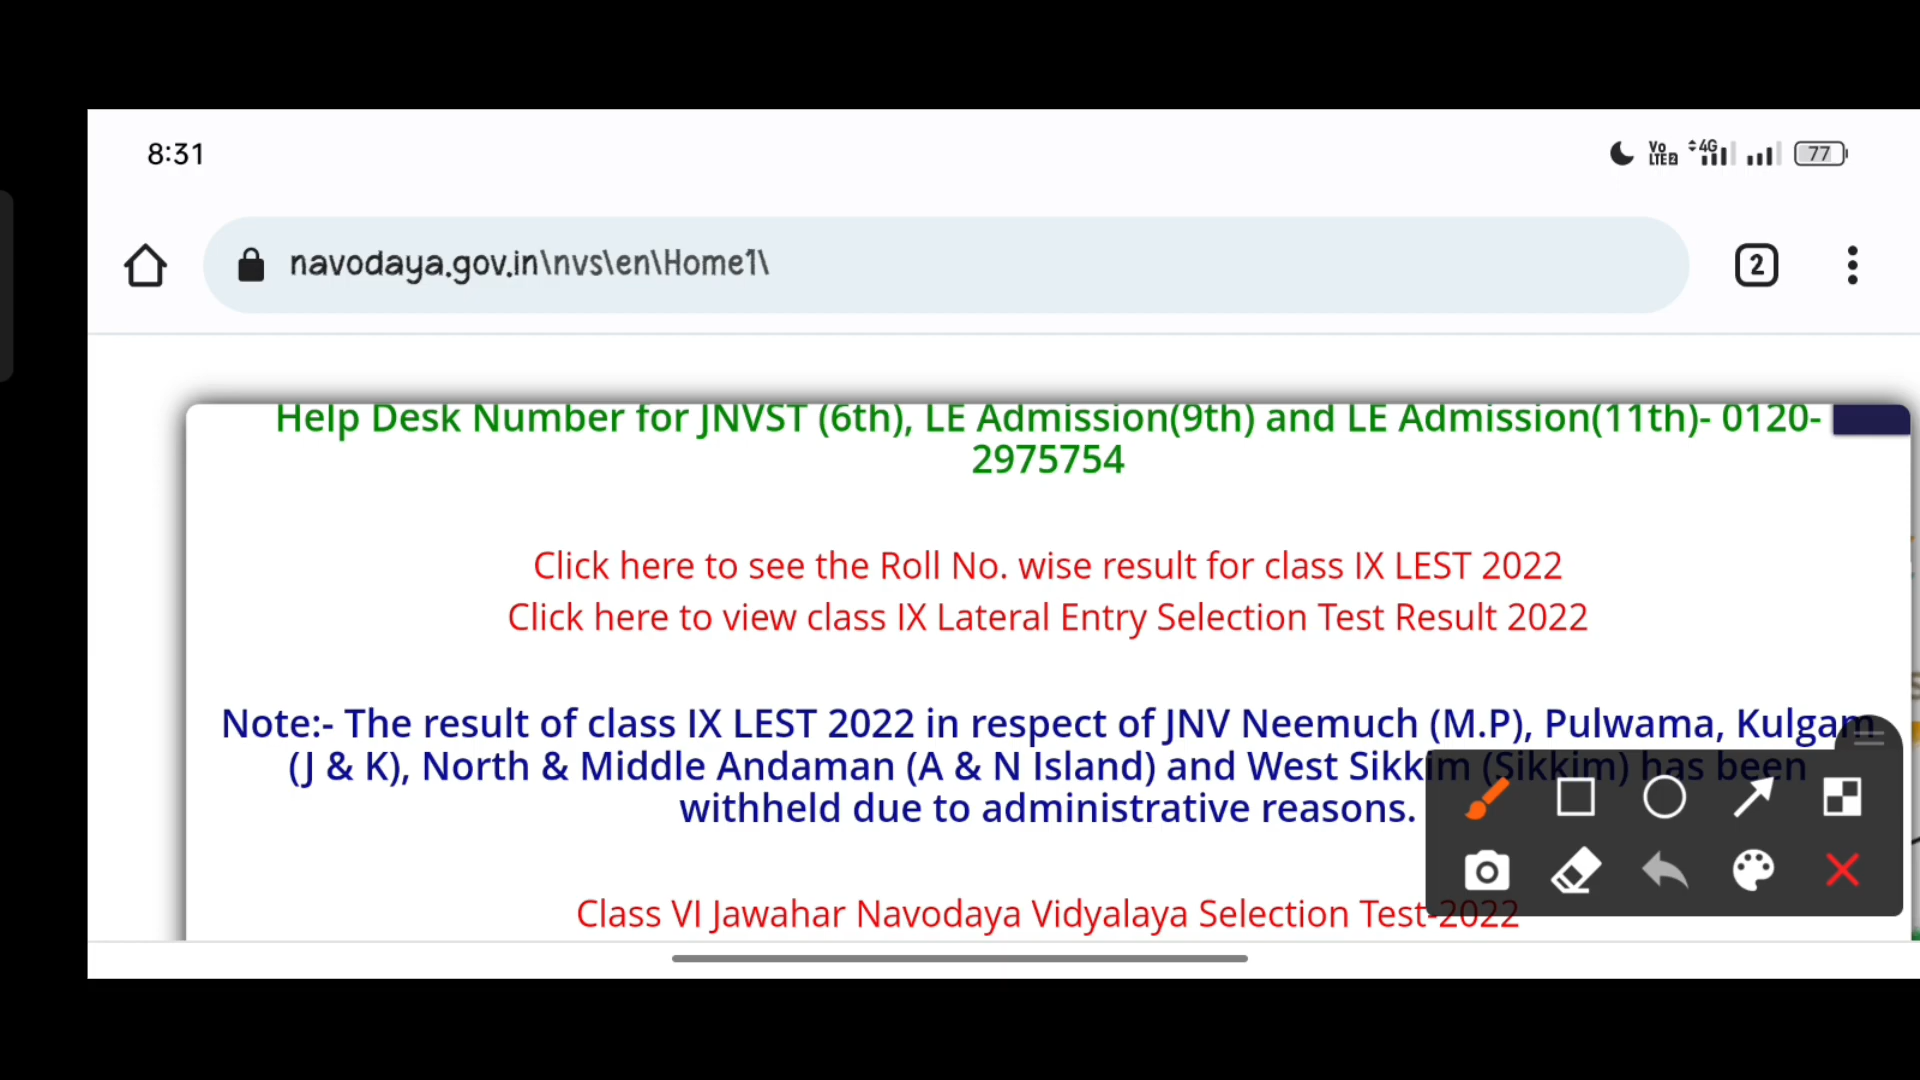 8:31
Vo LTE2 4G 77
navodaya.gov.in\nvs\en\Home1\
2
Help Desk Number for JNVST (6th), LE Admission(9th) and LE Admission(11th)- 0120-
2975754
Click here to see the Roll No. wise result for class IX LEST 2022
Click here to view class IX Lateral Entry Selection Test Result 2022
Note:- The result of class IX LEST 2022 in respect of JNV Neemuch (M.P), Pulwama, Kulgam
(J & K), North & Middle Andaman (A & N Island) and West Sikkim (Sikkim) has been
withheld due to administrative reasons.
Class VI Jawahar Navodaya Vidyalaya Selection Test-2022